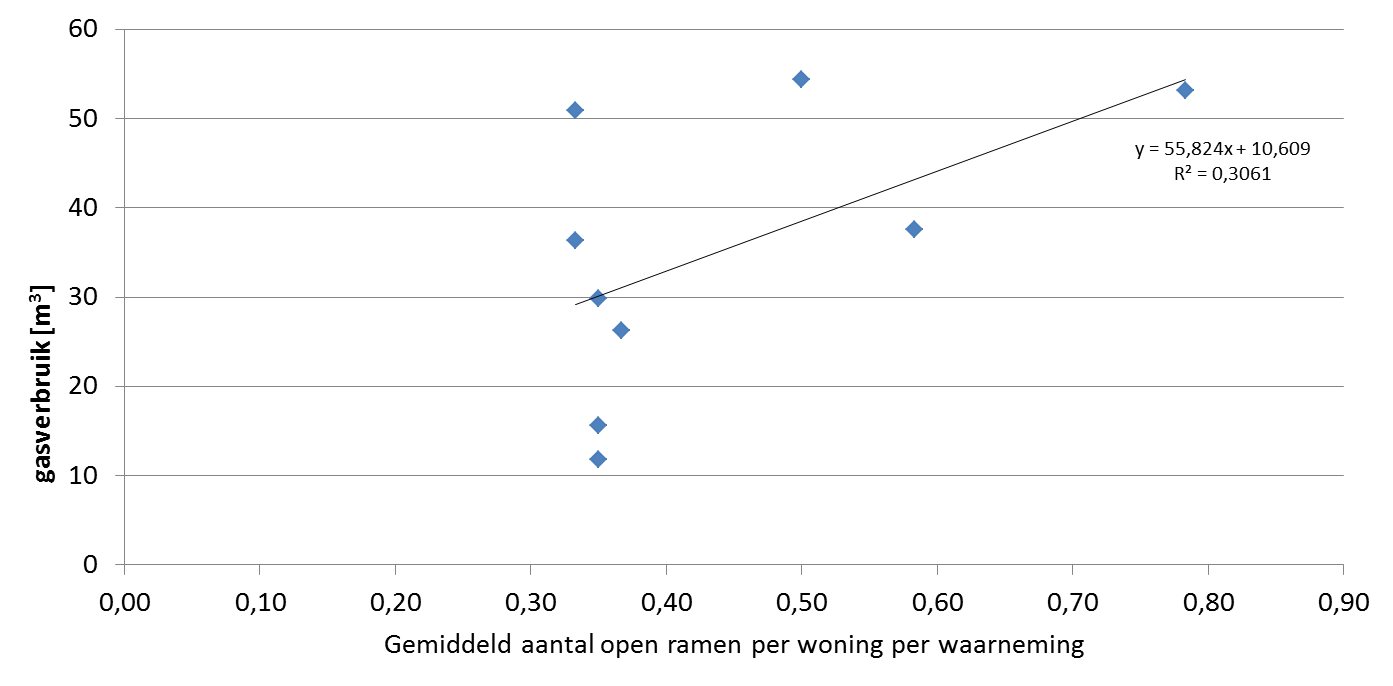 60
50
40
30
20
10
0
gasverbruik [m³]
y = 55,824x + 10,609
R² = 0,3061
0,00 0,10 0,20 0,30 0,40 0,50 0,60 0,70 0,80 0,90
Gemiddeld aantal open ramen per woning per waarneming